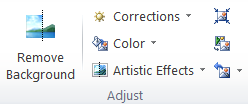 Remove
Background
Corrections
Color
Artistic Effects
Adjust